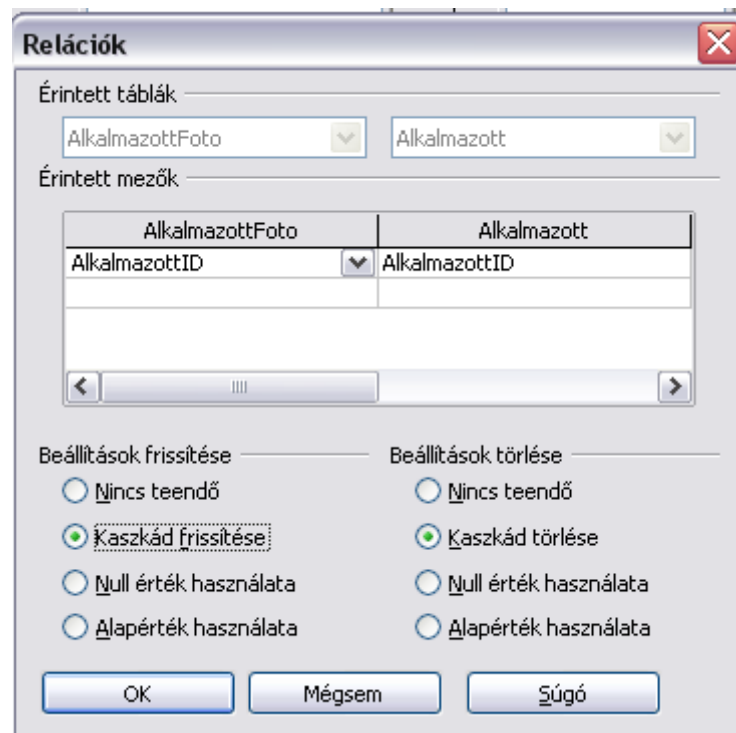 Relációk
Érintett táblák
AlkalmazottFoto Alkalmazott
Érintett mezők
AlkalmazottFoto Alkalmazott
AlkalmazottID AlkalmazottID
Beállítások frissítése Beállítások törlése
Nincs teendő Nincs teendő
Kaszkád frissítése Kaszkád törlése
Null érték használata Null érték használata
Alapérték használata Alapérték használata
OK Mégsem Súgó